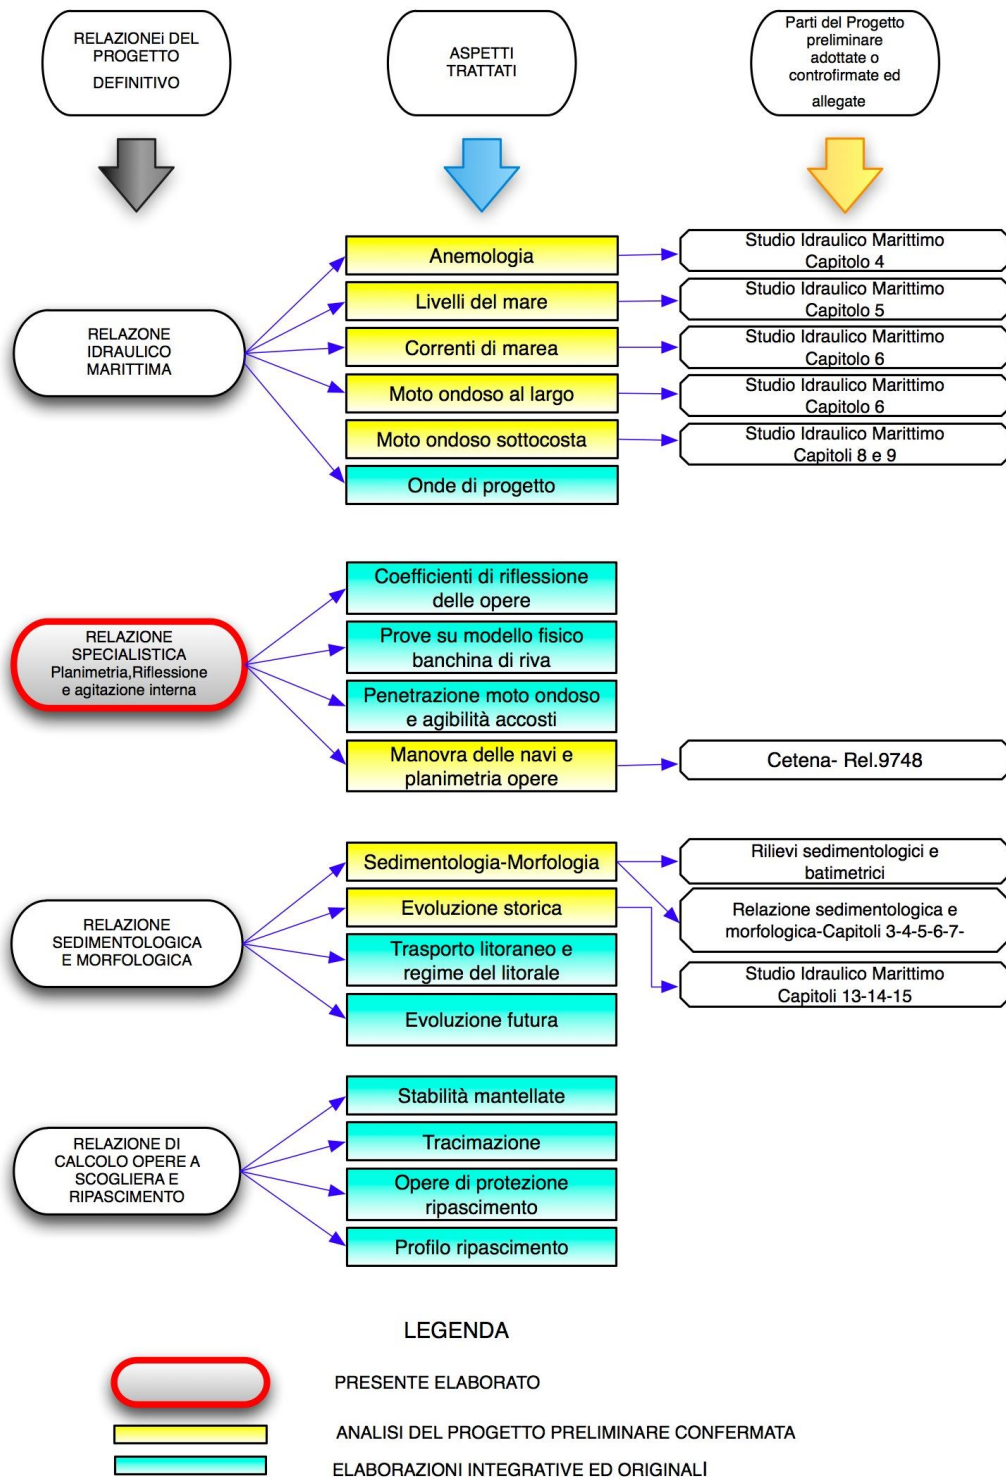 RELAZIONEi DEL
PROGETTO
DEFINITIVO
ASPETTI
TRATTATI
Parti del Progetto
preliminare
adottate o
controfirmate ed
allegate
RELAZONE
IDRAULICO
MARITTIMA
Anemologia
Studio Idraulico Marittimo
Capitolo 4
Livelli del mare
Studio Idraulico Marittimo
Capitolo 5
Correnti di marea
Studio Idraulico Marittimo
Capitolo 6
Moto ondoso al largo
Studio Idraulico Marittimo
Capitolo 6
Moto ondoso sottocosta
Studio Idraulico Marittimo
Capitoli 8 e 9
Onde di progetto
RELAZIONE
SPECIALISTICA
Planimetria,Riflessione
e agitazione interna
Coefficienti di riflessione
delle opere
Prove su modello fisico
banchina di riva
Penetrazione moto ondoso
e agibilità accosti
Manovra delle navi e
planimetria opere
Cetena- Rel.9748
RELAZIONE
SEDIMENTOLOGICA
E MORFOLOGICA
Sedimentologia-Morfologia
Rilievi sedimentologici e
batimetrici
Evoluzione storica
Relazione sedimentologica e
morfologica-Capitoli 3-4-5-6-7-
Trasporto litoraneo e
regime del litorale
Studio Idraulico Marittimo
Capitoli 13-14-15
Evoluzione futura
RELAZIONE DI
CALCOLO OPERE A
SCOGLIERA E
RIPASCIMENTO
Stabilità mantellate
Tracimazione
Opere di protezione
ripascimento
Profilo ripascimento
LEGENDA
PRESENTE ELABORATO
ANALISI DEL PROGETTO PRELIMINARE CONFERMATA
ELABORAZIONI INTEGRATIVE ED ORIGINALI